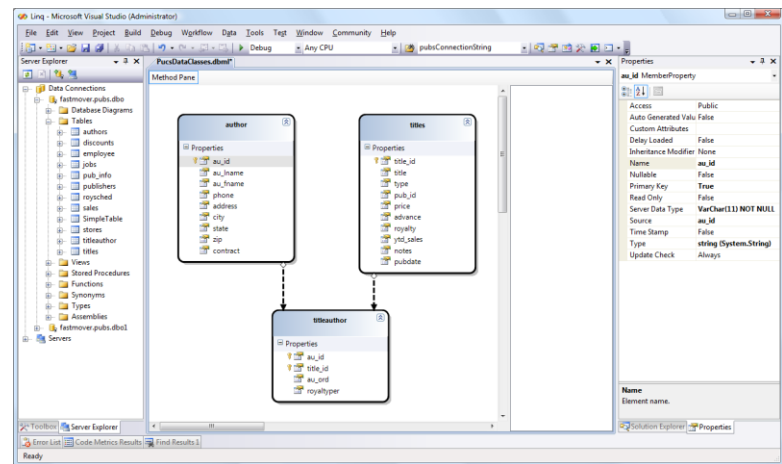 Linq - Microsoft Visual Studio (Administrator)
File Edit View Project Build Debug Workflow Data Tools Test Window Community Help
Debug Any CPU pubsConnectionString
Server Explorer
Data Connections
fastmover.pubs.dbo
Database Diagrams
Tables
authors
discounts
employee
jobs
pub_info
publishers
roysched
sales
SimpleTable
stores
titleauthor
titles
Views
Stored Procedures
Functions
Synonyms
Types
Assemblies
fastmover.pubs.dbo1
Servers
Toolbox Server Explorer
PucsDataClasses.dbml*
Method Pane
author
Properties
au_id
au_lname
au_fname
phone
address
city
state
zip
contract
titles
Properties
title_id
title
type
pub_id
price
advance
royalty
ytd_sales
notes
pubdate
titleauthor
Properties
au_id
title_id
au_ord
royaltyper
Properties
au_id MemberProperty
Access Public
Auto Generated Valu False
Custom Attributes
Delay Loaded False
Inheritance Modifier None
Name au_id
Nullable False
Primary Key True
Read Only False
Server Data Type VarChar(11) NOT NULL
Source au_id
Time Stamp False
Type string (System.String)
Update Check Always
Name
Element name.
Solution Explorer Properties
Error List Code Metrics Results Find Results 1
Ready